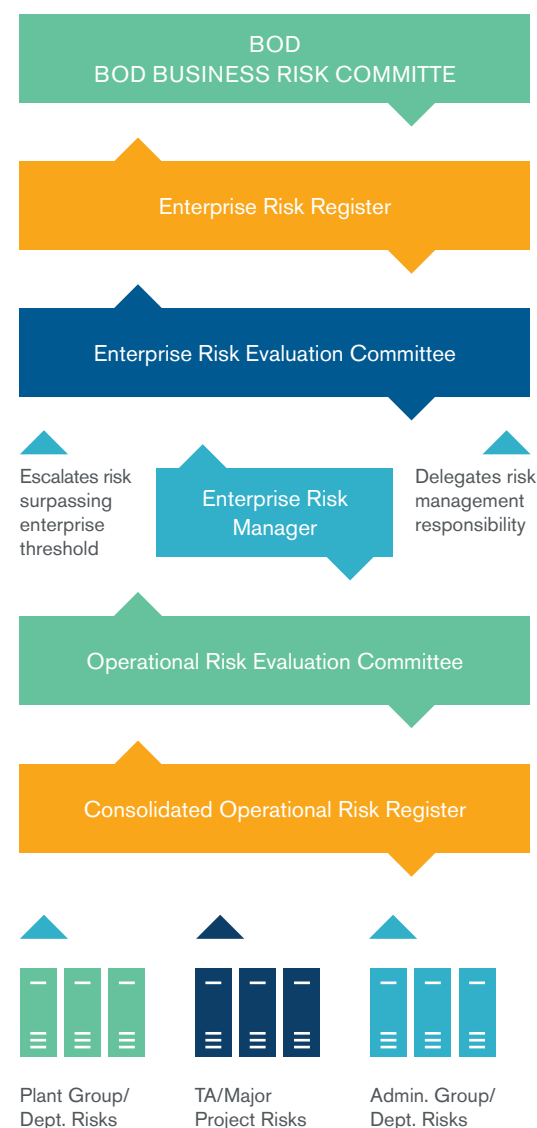 BOD
BOD BUSINESS RISK COMMITTE
Enterprise Risk Register
Enterprise Risk Evaluation Committee
Escalates risk
surpassing
enterprise
threshold
Enterprise Risk
Manager
Delegates risk
management
responsibility
Operational Risk Evaluation Committee
Consolidated Operational Risk Register
Plant Group/
Dept. Risks
TA/Major
Project Risks
Admin. Group/
Dept. Risks